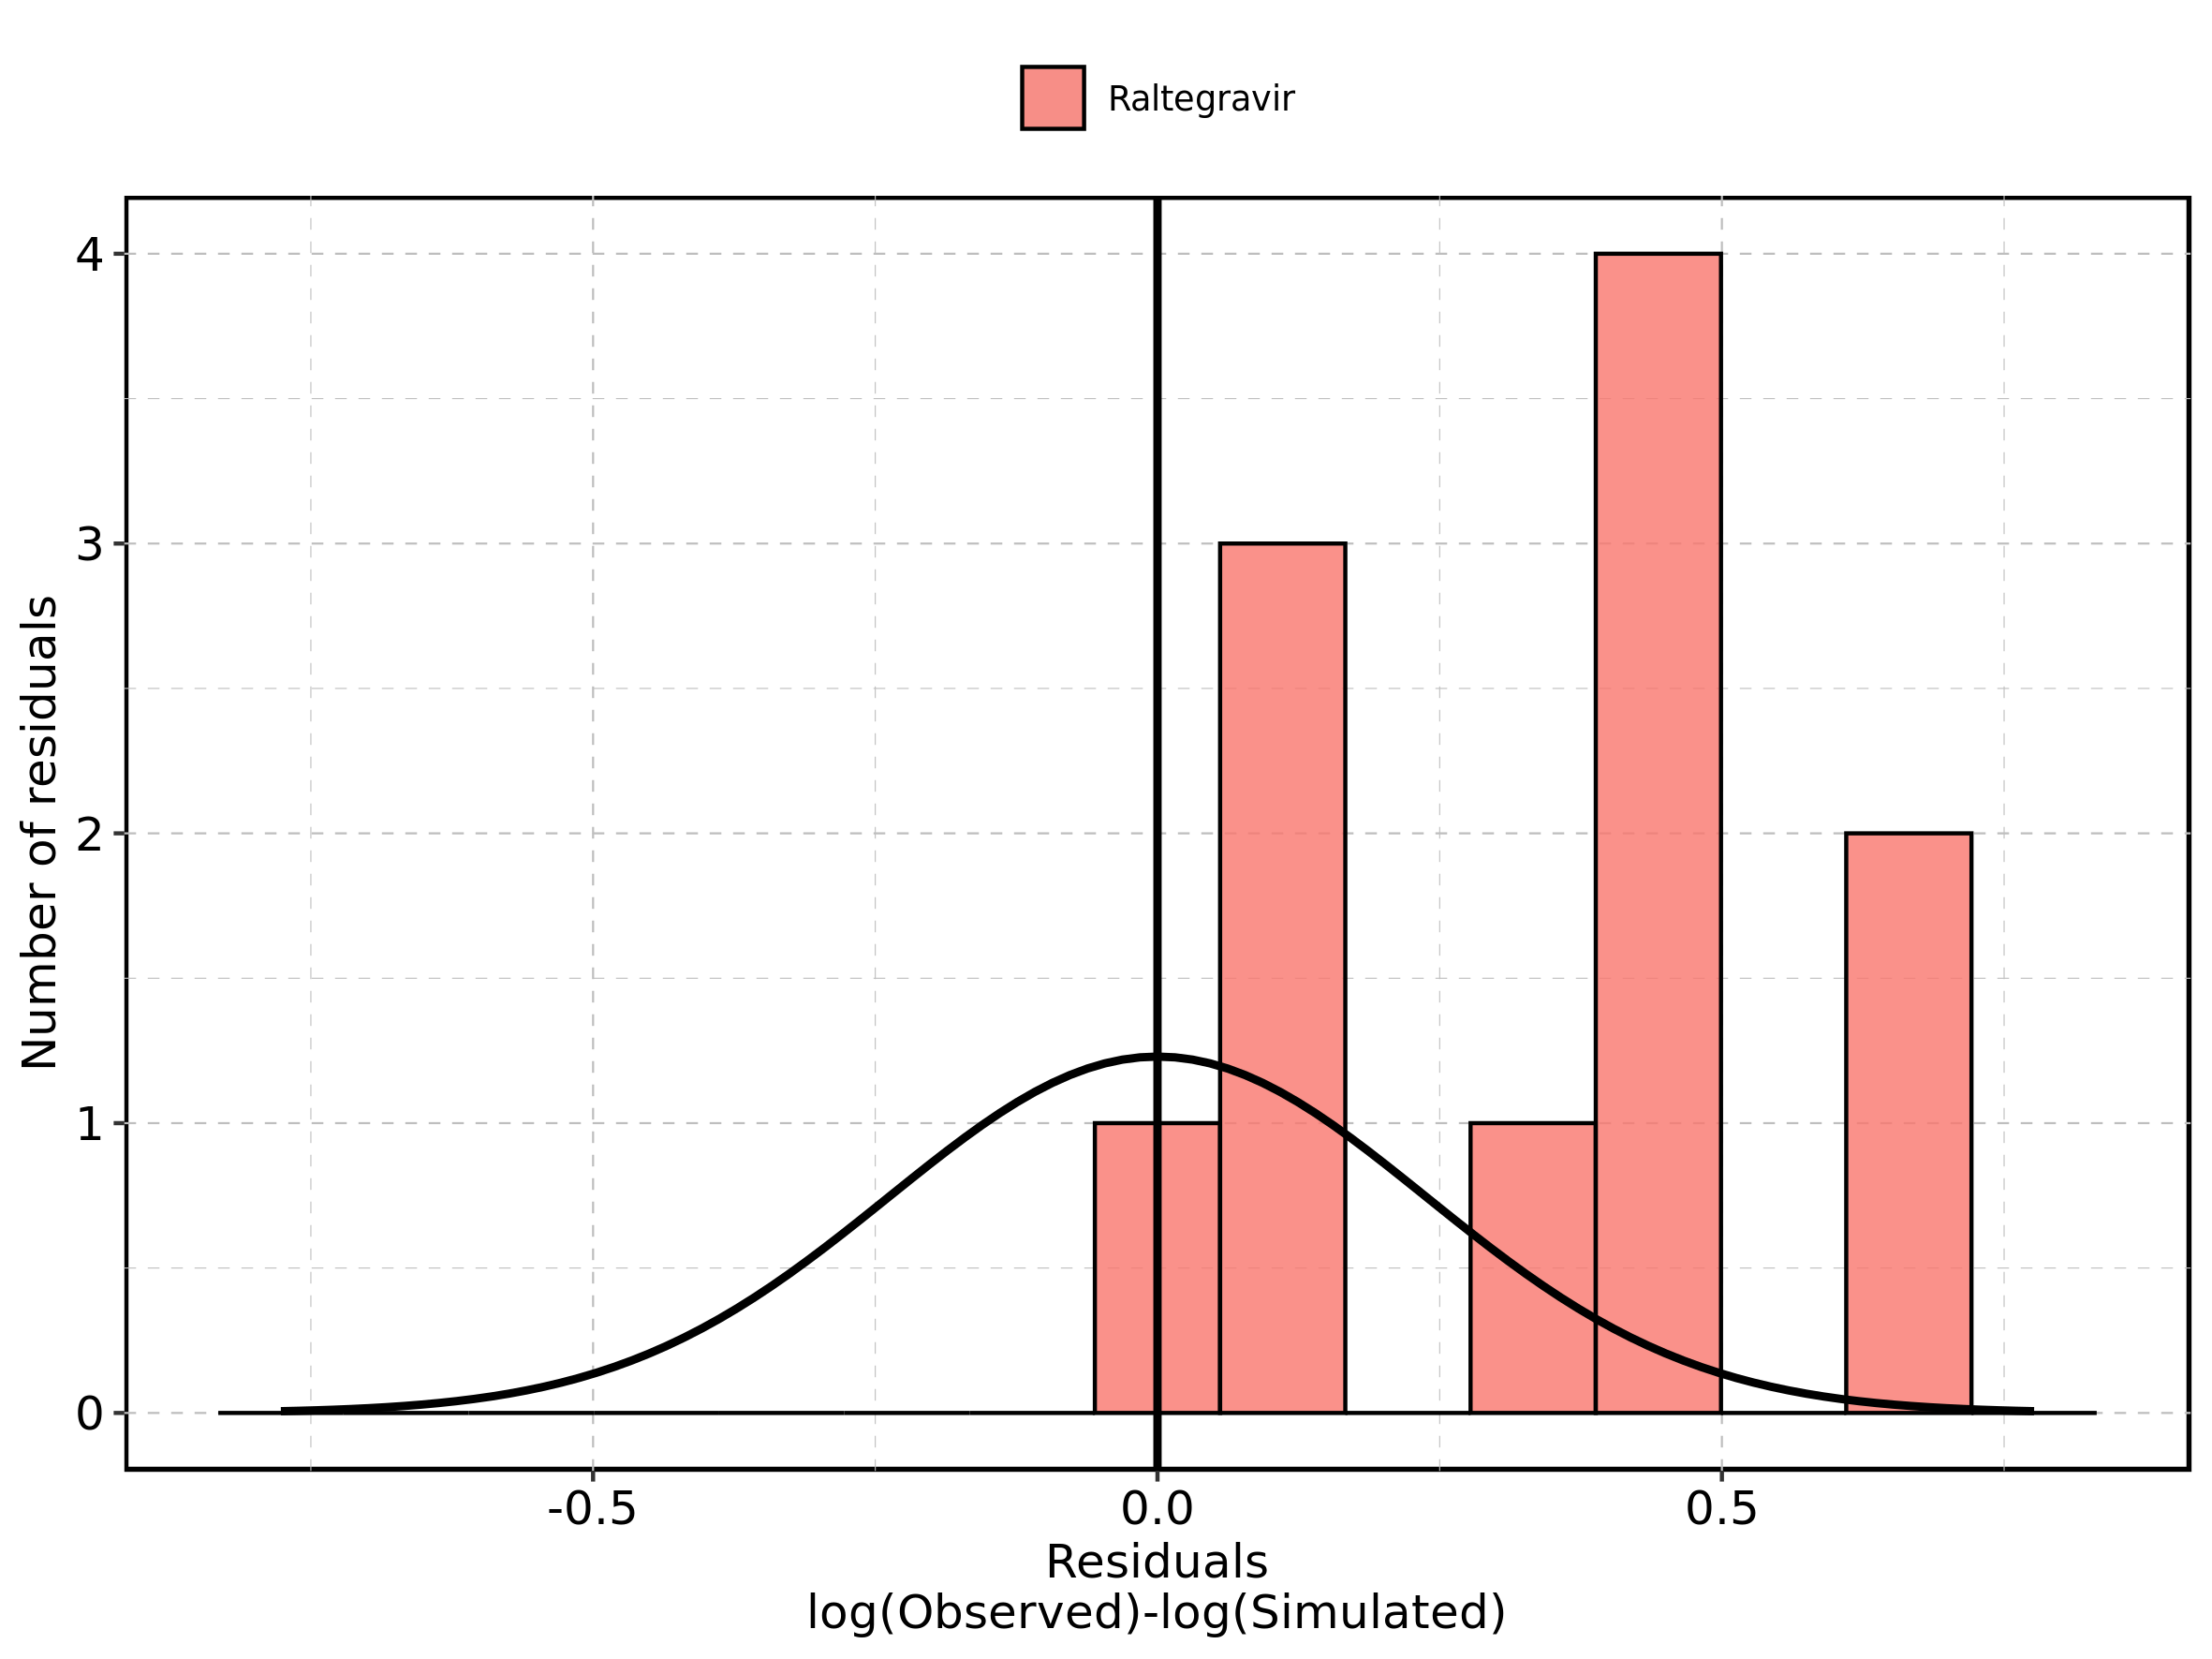 Raltegravir
4
3
2
1
0
Number of residuals
-0.5 0.0 0.5
Residuals
log(Observed)-log(Simulated)